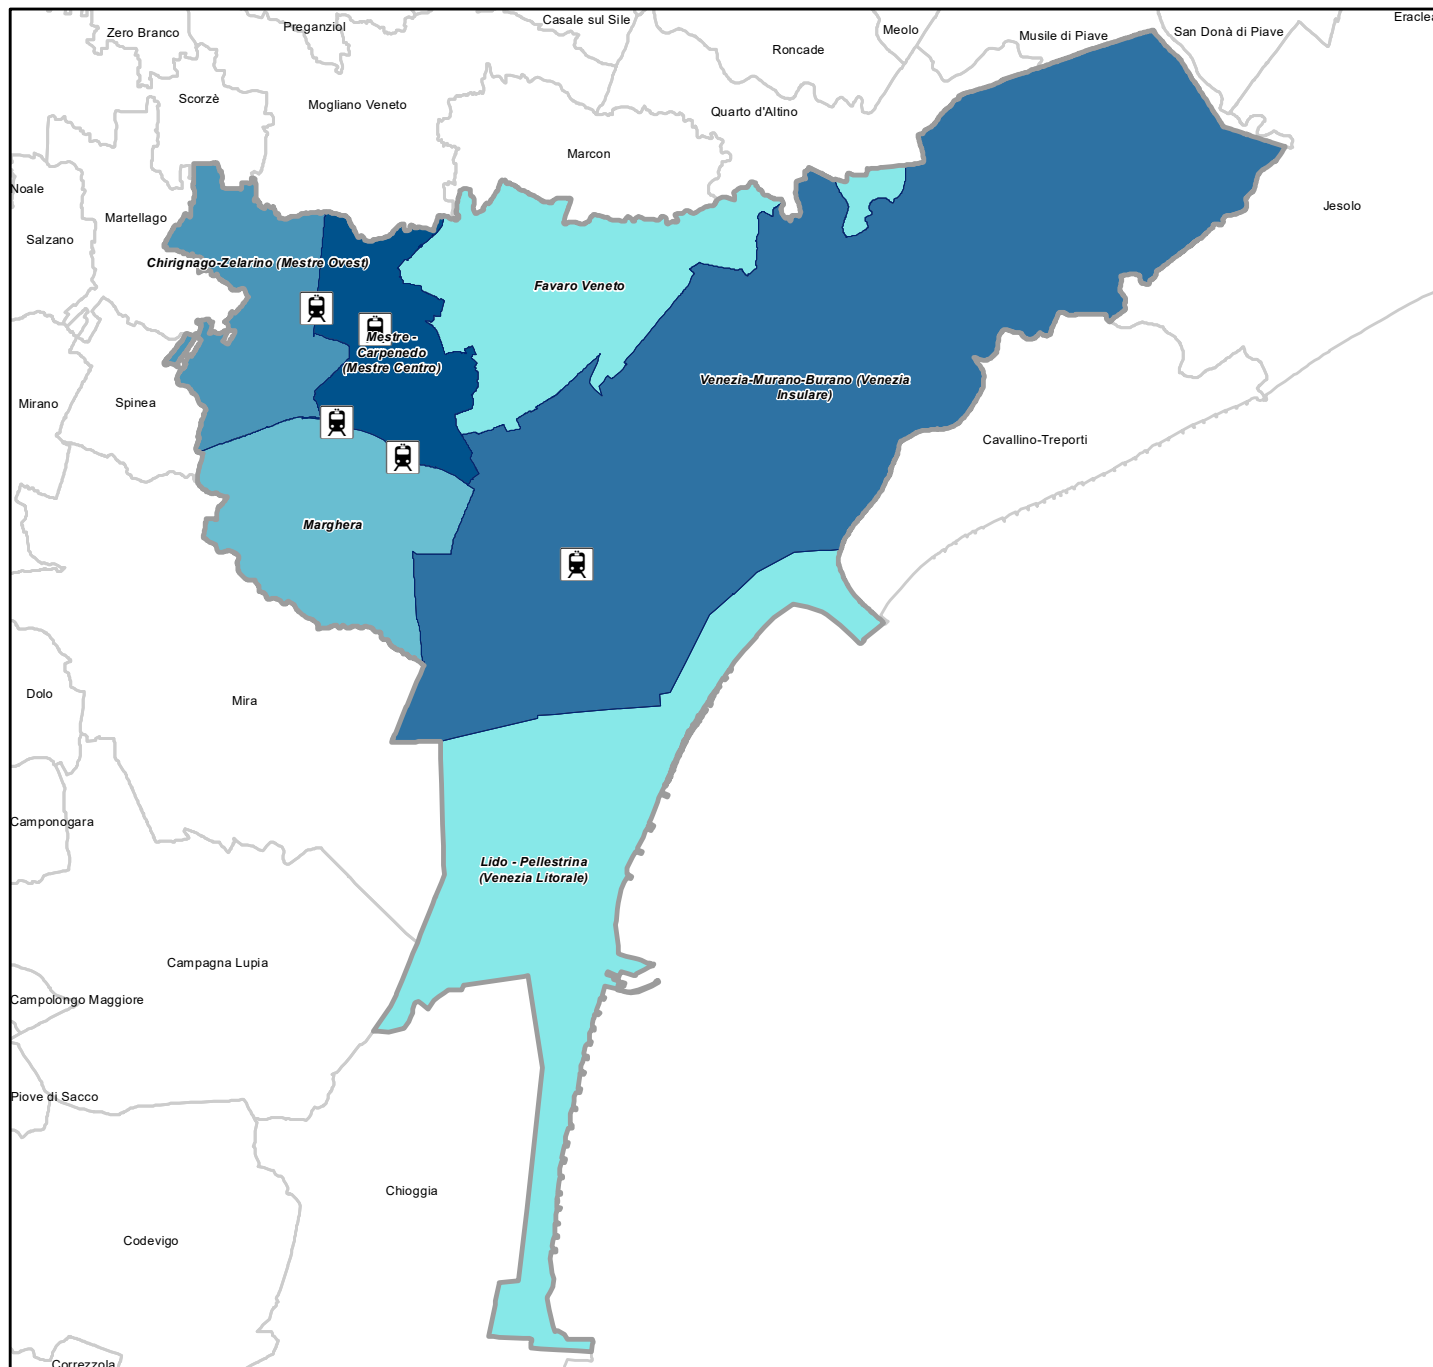 Casale sul Sile
Eraclea
Preganziol
Zero Branco
Meolo
San Donà di Piave
Musile di Piave
Roncade
Scorzè
Mogliano Veneto
Quarto d'Altino
Marcon
Noale
Jesolo
Martellago
Salzano
Chirignago-Zelarino (Mestre Ovest)
Favaro Veneto
Mestre -
Carpenedo
(Mestre Centro)
Venezia-Murano-Burano (Venezia
Insulare)
Mirano
Spinea
Cavallino-Treporti
Marghera
Dolo
Mira
Camponogara
Lido - Pellestrina
(Venezia Litorale)
Campagna Lupia
Campolongo Maggiore
Piove di Sacco
Chioggia
Codevigo
Correzzola